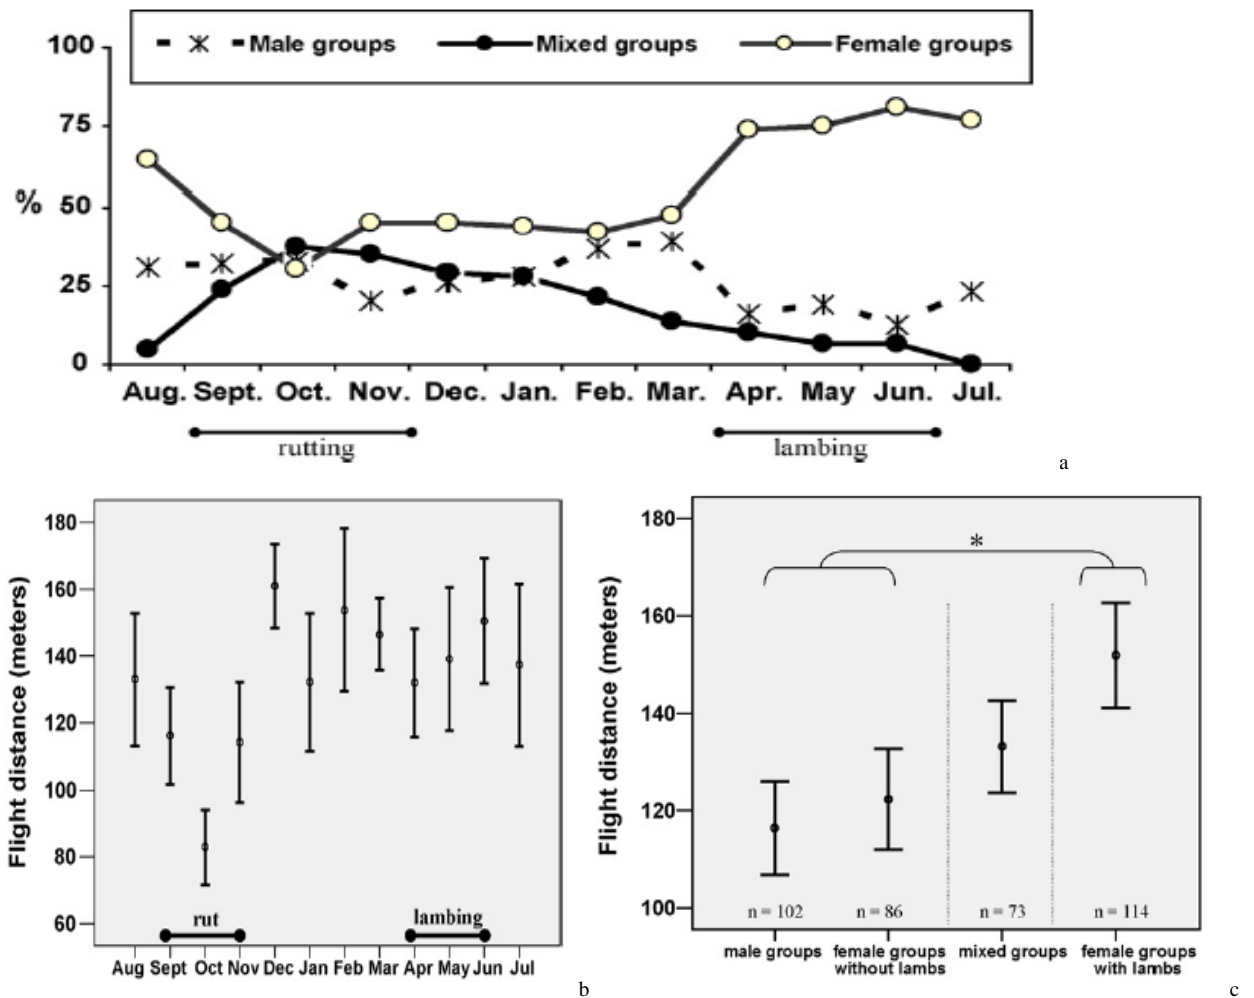 Male groups Mixed groups Female groups
100
75
% 50
25
0
Aug. Sept. Oct. Nov. Dec. Jan. Feb. Mar. Apr. May Jun. Jul.
rutting lambing
a
Flight distance (meters)
180
160
140
120
100
80
60
rut lambing
Aug Sept Oct Nov Dec Jan Feb Mar Apr May Jun Jul
b
Flight distance (meters)
180
160
140
120
100
*
n = 102 n = 86 n = 73 n = 114
male groups female groups mixed groups female groups
without lambs with lambs
c